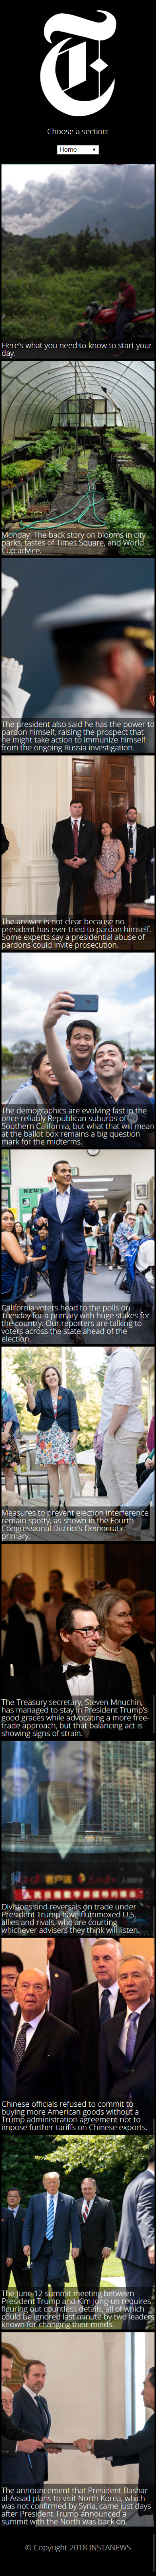 Choose a section:
Home
Here's what you need to know to start your
day.
Monday: The back story on blooms in city
parks, tastes of Times Square, and World
Cup advice.
The president also said he has the power to
pardon himself, raising the prospect that
he might take action to immunize himself
from the ongoing Russia investigation.
The answer is not clear because no
president has ever tried to pardon himself.
Some experts say a presidential abuse of
pardons could invite prosecution.
The demographics are evolving fast in the
once reliably Republican suburbs of
Southern California, but what that will mean
at the ballot box remains a big question
mark for the midterms.
California voters head to the polls on
Tuesday for a primary with huge stakes for
the country. Our reporters are talking to
voters across the state ahead of the
election.
Measures to prevent election interference
remain spotty, as shown in the Fourth
Congressional District's Democratic
primary.
The Treasury secretary, Steven Mnuchin,
has managed to stay in President Trump's
good graces while advocating a more free-
trade approach, but that balancing act is
showing signs of strain.
Divisions and reversals on trade under
President Trump have flummoxed U.S.
allies and rivals, who are courting
whichever advisers they think will listen.
Chinese officials refused to commit to
buying more American goods without a
Trump administration agreement not to
impose further tariffs on Chinese exports.
The June 12 summit meeting between
President Trump and Kim Jong-un requires
figuring out countless details, all of which
could be ignored last minute by two leaders
known for changing their minds.
The announcement that President Bashar
al-Assad plans to visit North Korea, which
was not confirmed by Syria, came just days
after President Trump announced a
summit with the North was back on.
© Copyright 2018 INSTANEWS